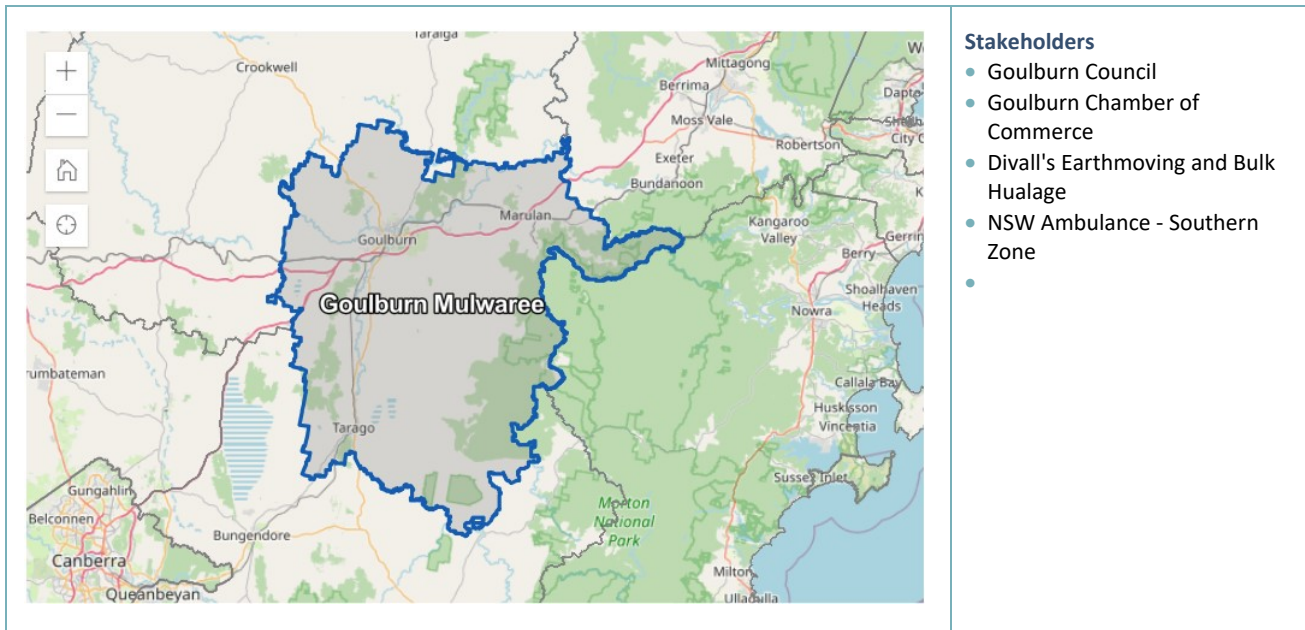 Taralga
Crookwell
Mittagong
Berrima
Moss Vale
Robertson
Exeter
Bundanoon
Marulan
Goulburn
Kangaroo
Valley
Berry
Gerrin
Shoalhaven
Heads
Goulburn Mulwaree
Nowra
rumbateman
Callala Bay
Huskisson
Vincentia
Tarago
Sussex Inlet
Gungahlin
Belconnen
Morton
National
Park
Bungendore
Canberra
Queanbeyan
Milton
Ulladulla
Stakeholders
• Goulburn Council
• Goulburn Chamber of
Commerce
• Divall's Earthmoving and Bulk
Hualage
• NSW Ambulance - Southern
Zone
•